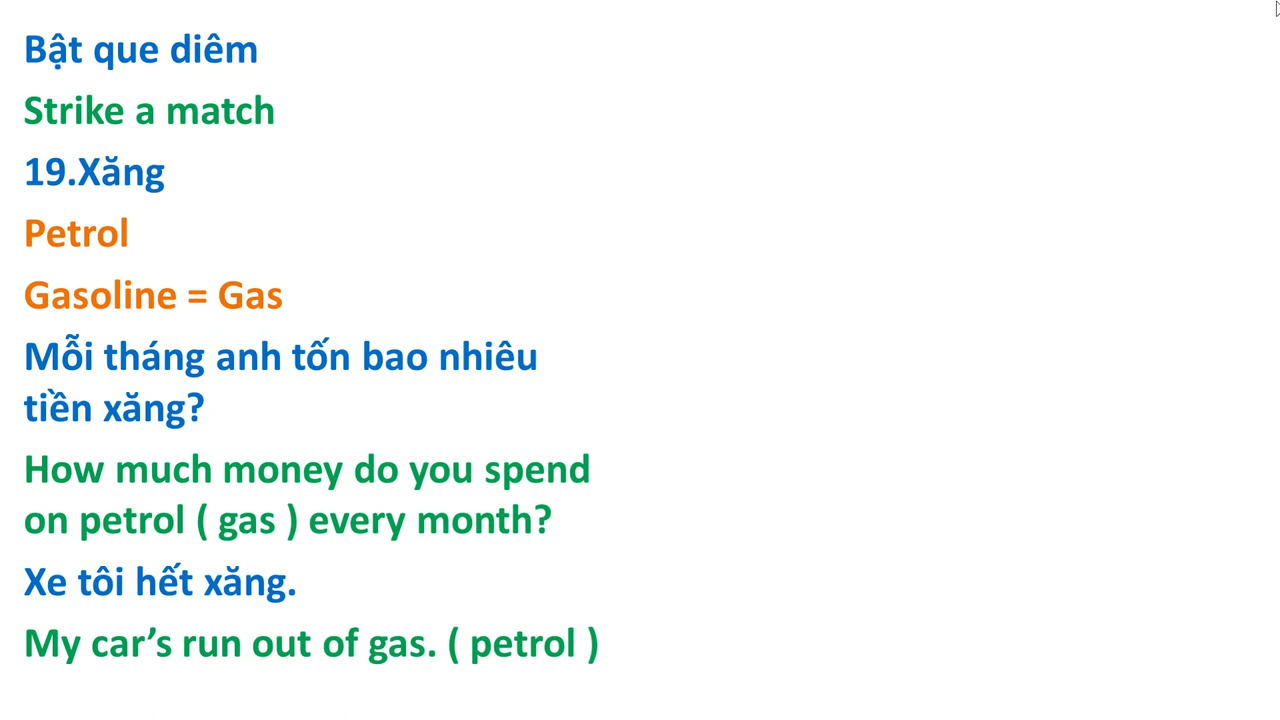 Bật que diêm
Strike a match
19.Xăng
Petrol
Gasoline = Gas
Mỗi tháng anh tốn bao nhiêu
tiền xăng?
How much money do you spend
on petrol ( gas ) every month?
Xe tôi hết xăng.
My car’s run out of gas. ( petrol )